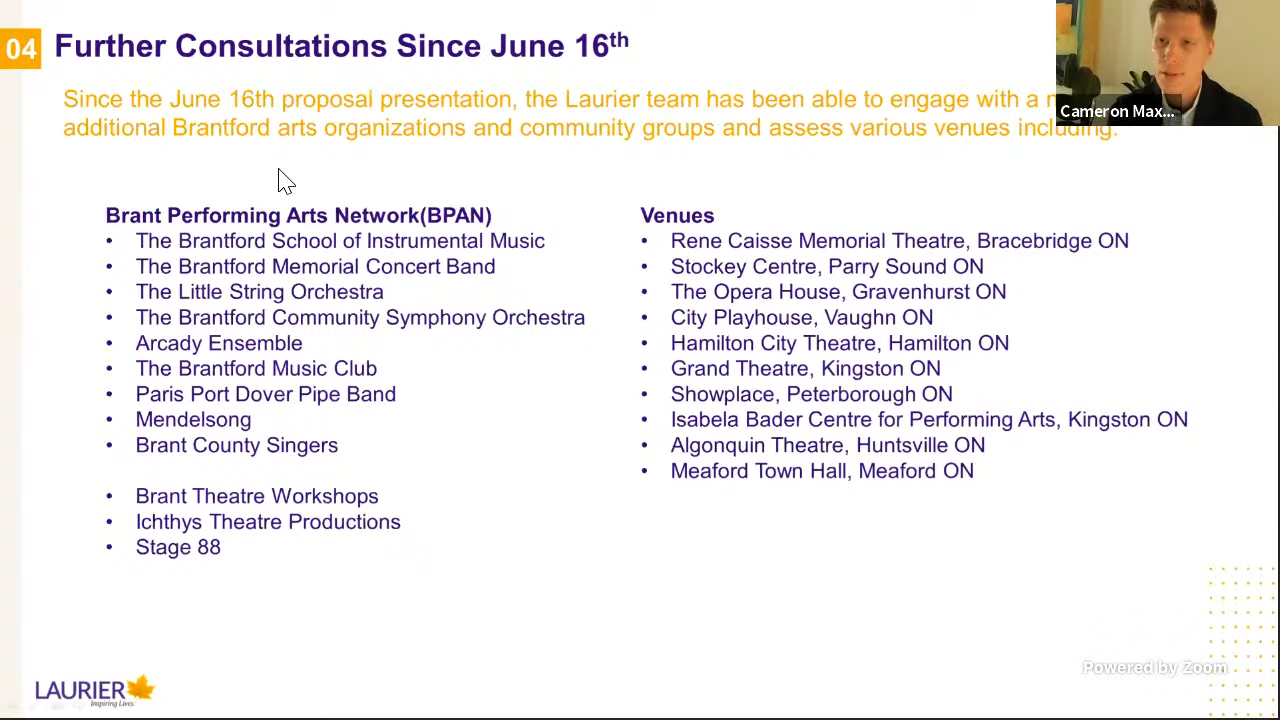 04
Further Consultations Since June 16th
Since the June 16th proposal presentation, the Laurier team has been able to engage with a
additional Brantford arts organizations and community groups and assess various venues including:
Cameron Max...
Brant Performing Arts Network(BPAN)
• The Brantford School of Instrumental Music
• The Brantford Memorial Concert Band
• The Little String Orchestra
• The Brantford Community Symphony Orchestra
• Arcady Ensemble
• The Brantford Music Club
• Paris Port Dover Pipe Band
• Mendelsong
• Brant County Singers
• Brant Theatre Workshops
• Ichthys Theatre Productions
• Stage 88
Venues
• Rene Caisse Memorial Theatre, Bracebridge ON
• Stockey Centre, Parry Sound ON
• The Opera House, Gravenhurst ON
• City Playhouse, Vaughn ON
• Hamilton City Theatre, Hamilton ON
• Grand Theatre, Kingston ON
• Showplace, Peterborough ON
• Isabela Bader Centre for Performing Arts, Kingston ON
• Algonquin Theatre, Huntsville ON
• Meaford Town Hall, Meaford ON
LAURIER
Inspiring Lives.
Powered by Zoom